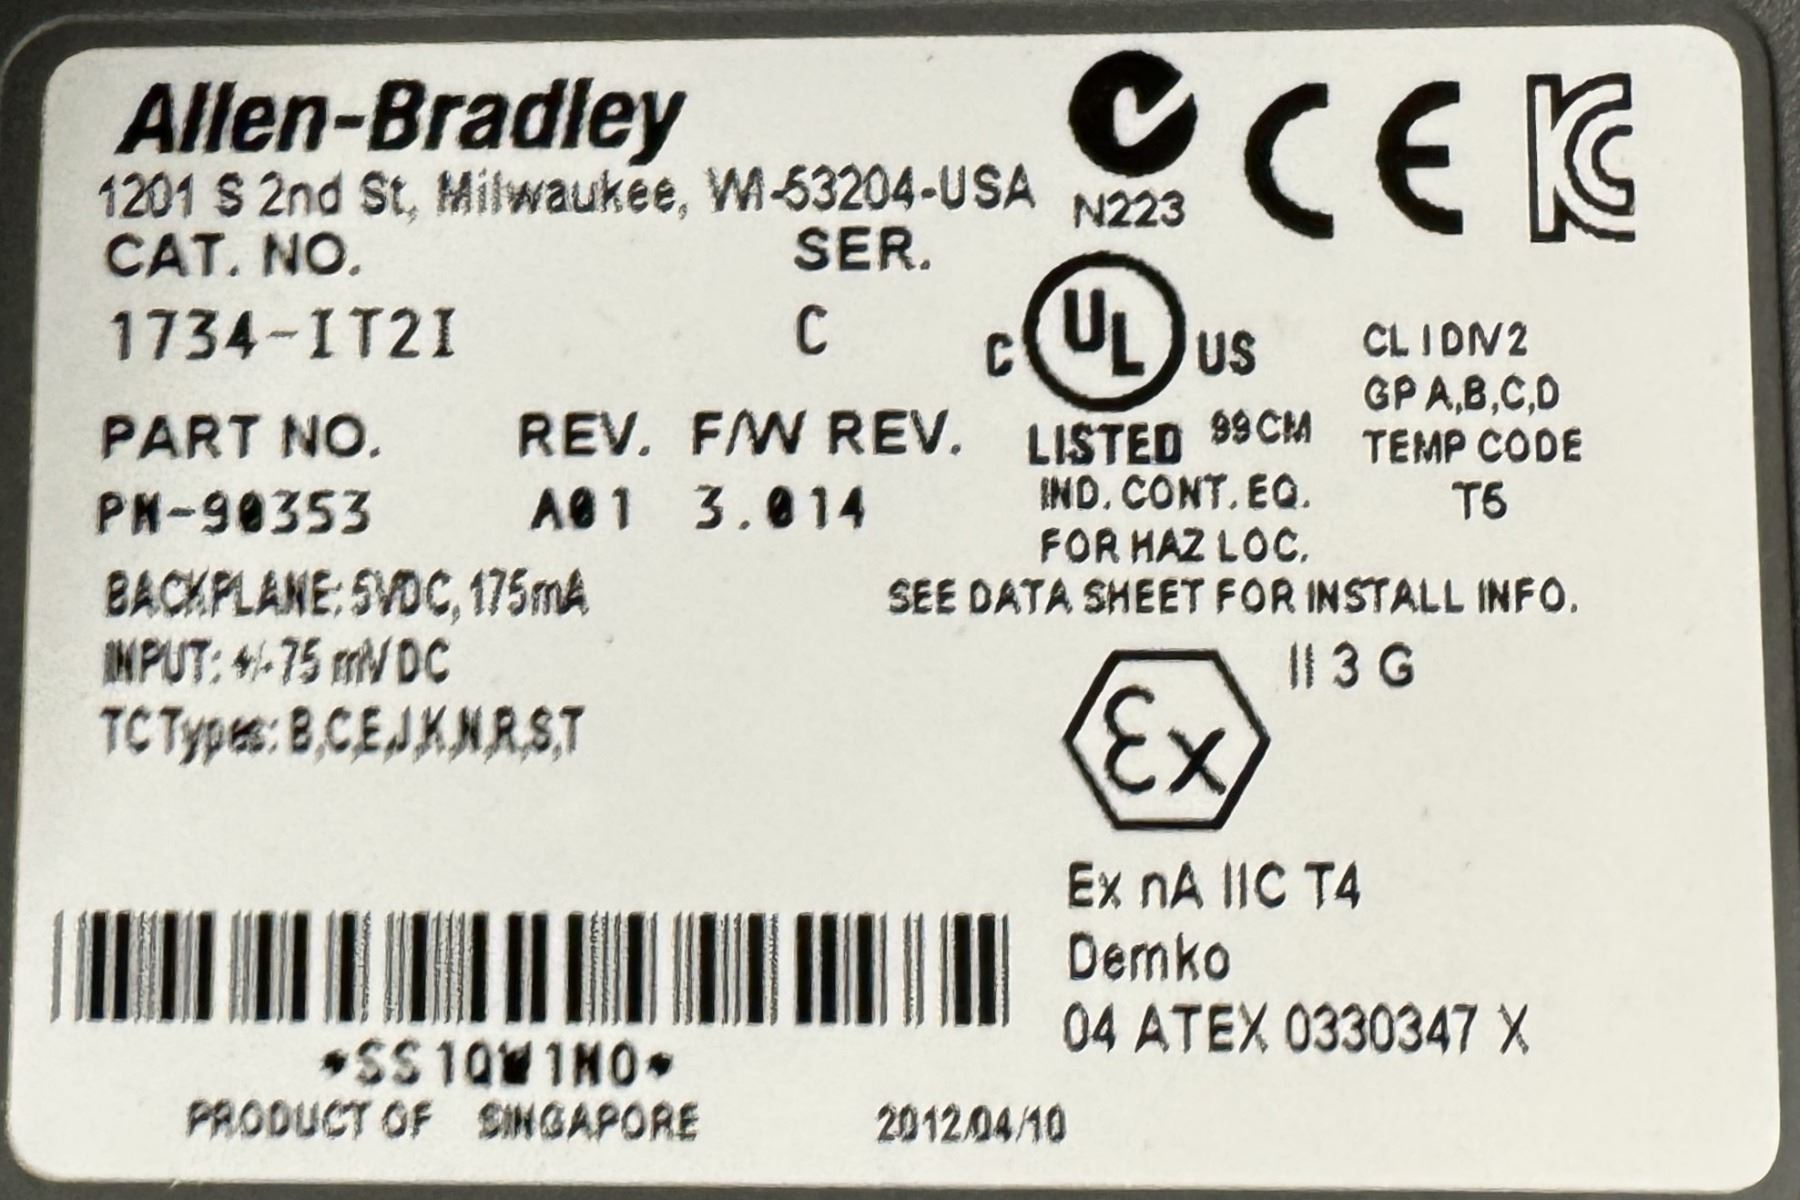 Allen-Bradley
1201 S 2nd St, Milwaukee, WI-53204-USA
N223
CAT. NO. SER.
1734-IT2I C
C UL US
LISTED 99CM
IND. CONT. EQ.
FOR HAZ LOC.
CL I DIV 2
GP A,B,C,D
TEMP CODE
PART NO. REV. F/W REV.
PN-90353 A01 3.014
BACKPLANE: 5VDC, 175mA
INPUT: +/- 75 mV DC
TC Types: B,C,E,J,K,N,R,S,T
SEE DATA SHEET FOR INSTALL INFO.
Ex II 3 G
Ex nA IIC T4
Demko
04 ATEX 0330347 X
PRODUCT OF SINGAPORE 2012/04/10